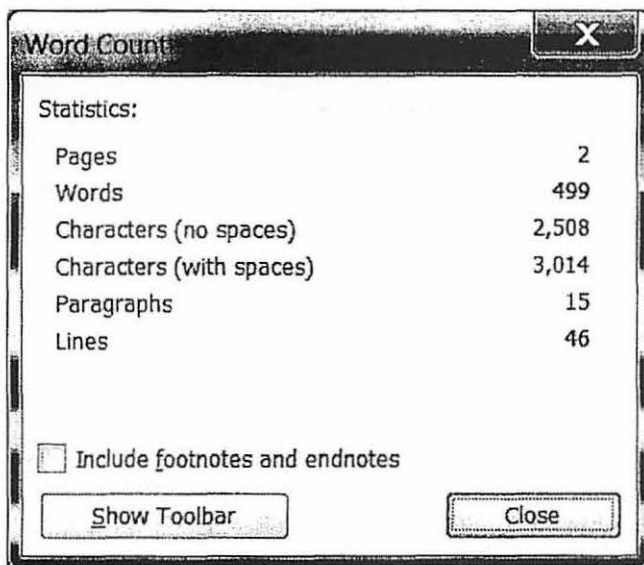 Word Count
X
Statistics:
Pages 2
Words 499
Characters (no spaces) 2,508
Characters (with spaces) 3,014
Paragraphs 15
Lines 46
Include footnotes and endnotes
Show Toolbar Close